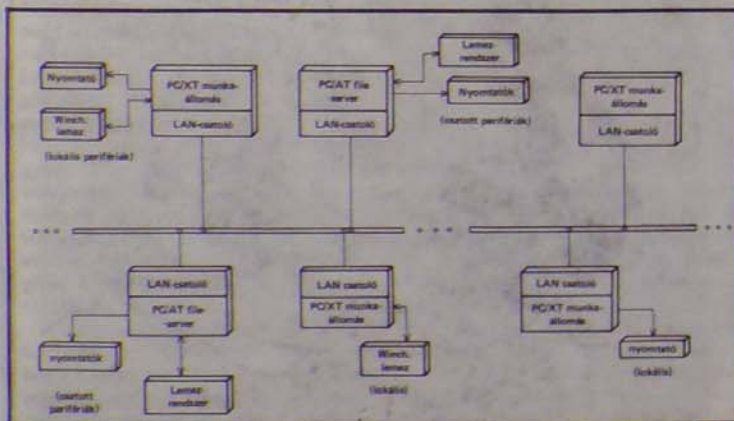 Nyomtató
Winch.
lemez
(lokális perifériák)
PC/XT munka-
állomás
LAN-csatoló
PC/AT file
server
LAN-csatoló
Lemez-
rendszer
Nyomtatók
(osztott perifériák)
PC/XT munka-
állomás
LAN-csatoló
LAN csatoló
PC/AT file-
server
nyomtatók
(osztott
perifériák)
Lemez-
rendszer
LAN csatoló
PC/XT munka-
állomás
Winch.
lemez
(lokális)
LAN csatoló
PC/XT munka-
állomás
nyomtató
(lokális)